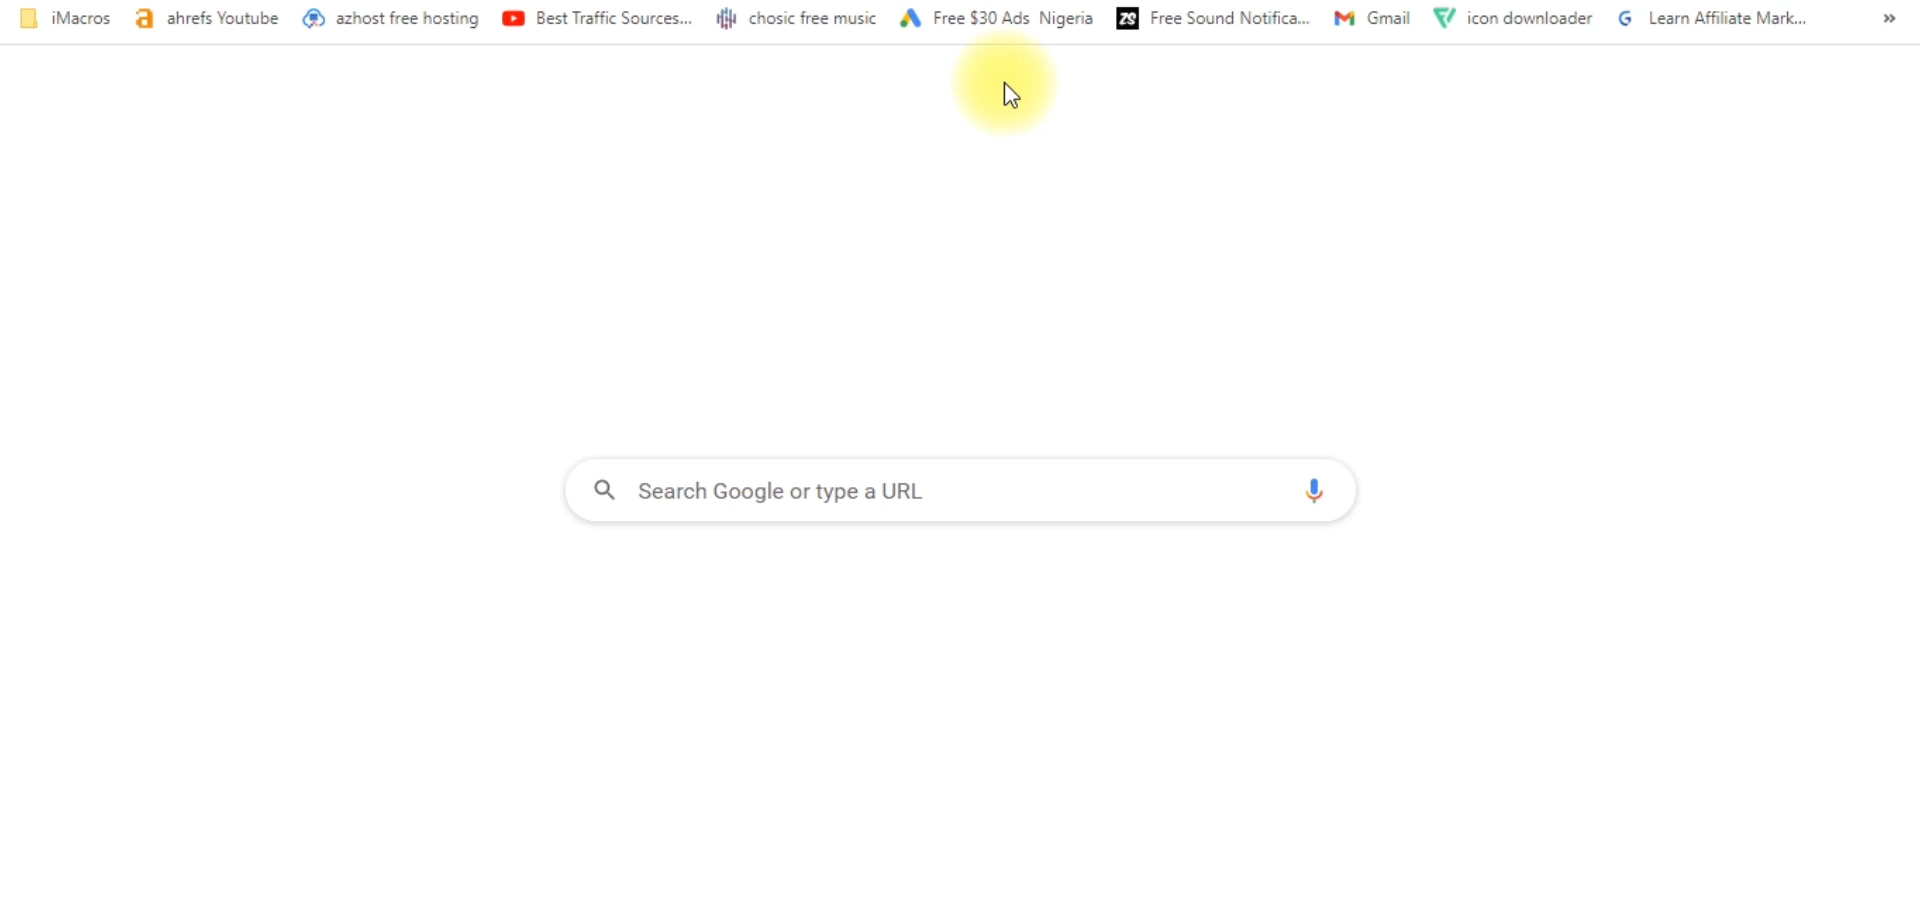 iMacros
ahrefs Youtube
azhost free hosting
Best Traffic Sources...
chosic free music
Free $30 Ads Nigeria
ZS
Free Sound Notifica...
Gmail
icon downloader
Learn Affiliate Mark...
»
Search Google or type a URL